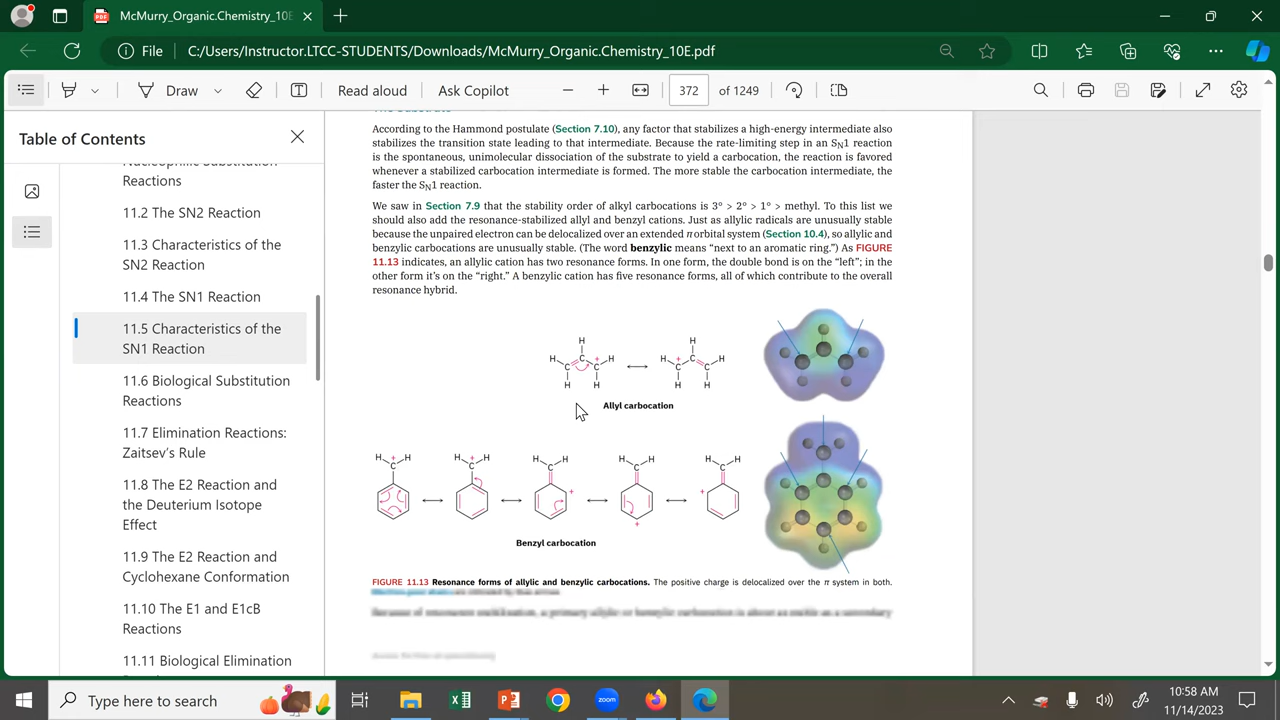 McMurry_Organic.Chemistry_10E
File C:/Users/Instructor.LTCC-STUDENTS/Downloads/McMurry_Organic.Chemistry_10E.pdf
Draw Read aloud Ask Copilot 372 of 1249
Table of Contents
Reactions
11.2 The SN2 Reaction
11.3 Characteristics of the
SN2 Reaction
11.4 The SN1 Reaction
11.5 Characteristics of the
SN1 Reaction
11.6 Biological Substitution
Reactions
11.7 Elimination Reactions:
Zaitsev's Rule
11.8 The E2 Reaction and
the Deuterium Isotope
Effect
11.9 The E2 Reaction and
Cyclohexane Conformation
11.10 The E1 and E1cB
Reactions
11.11 Biological Elimination
According to the Hammond postulate (Section 7.10), any factor that stabilizes a high-energy intermediate also
stabilizes the transition state leading to that intermediate. Because the rate-limiting step in an SN1 reaction
is the spontaneous, unimolecular dissociation of the substrate to yield a carbocation, the reaction is favored
whenever a stabilized carbocation intermediate is formed. The more stable the carbocation intermediate, the
faster the SN1 reaction.
We saw in Section 7.9 that the stability order of alkyl carbocations is 3° > 2° > 1° > methyl. To this list we
should also add the resonance-stabilized allyl and benzyl cations. Just as allylic radicals are unusually stable
because the unpaired electron can be delocalized over an extended π orbital system (Section 10.4), so allylic and
benzylic carbocations are unusually stable. (The word benzylic means “next to an aromatic ring.”) As FIGURE
11.13 indicates, an allylic cation has two resonance forms. In one form, the double bond is on the “left”; in the
other form it’s on the “right.” A benzylic cation has five resonance forms, all of which contribute to the overall
resonance hybrid.
H H
H C C + C H H + C C C H
H H H H
Allyl carbocation
H + H H + H H H H H H H
C C C C C
+ + +
Benzyl carbocation
FIGURE 11.13 Resonance forms of allylic and benzylic carbocations. The positive charge is delocalized over the π system in both.
Type here to search
10:58 AM
11/14/2023